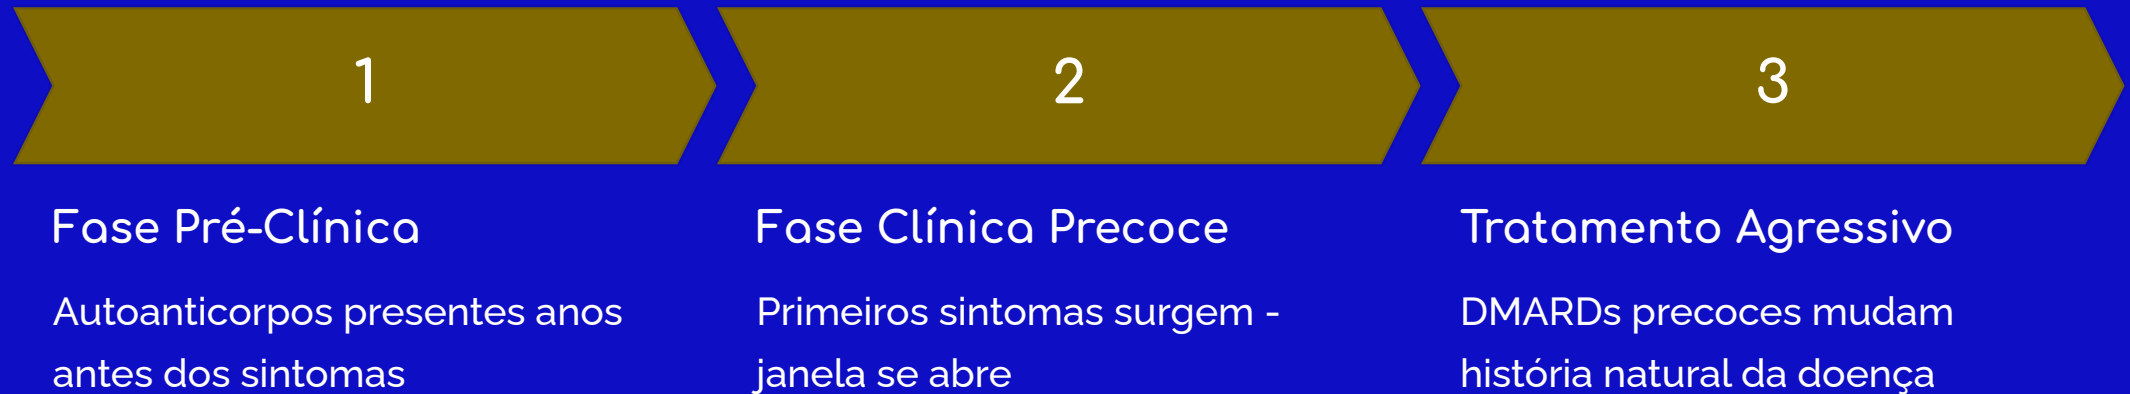 1
2
3
Fase Pré-Clínica
Autoanticorpos presentes anos
antes dos sintomas
Fase Clínica Precoce
Primeiros sintomas surgem -
janela se abre
Tratamento Agressivo
DMARDs precoces mudam
história natural da doença